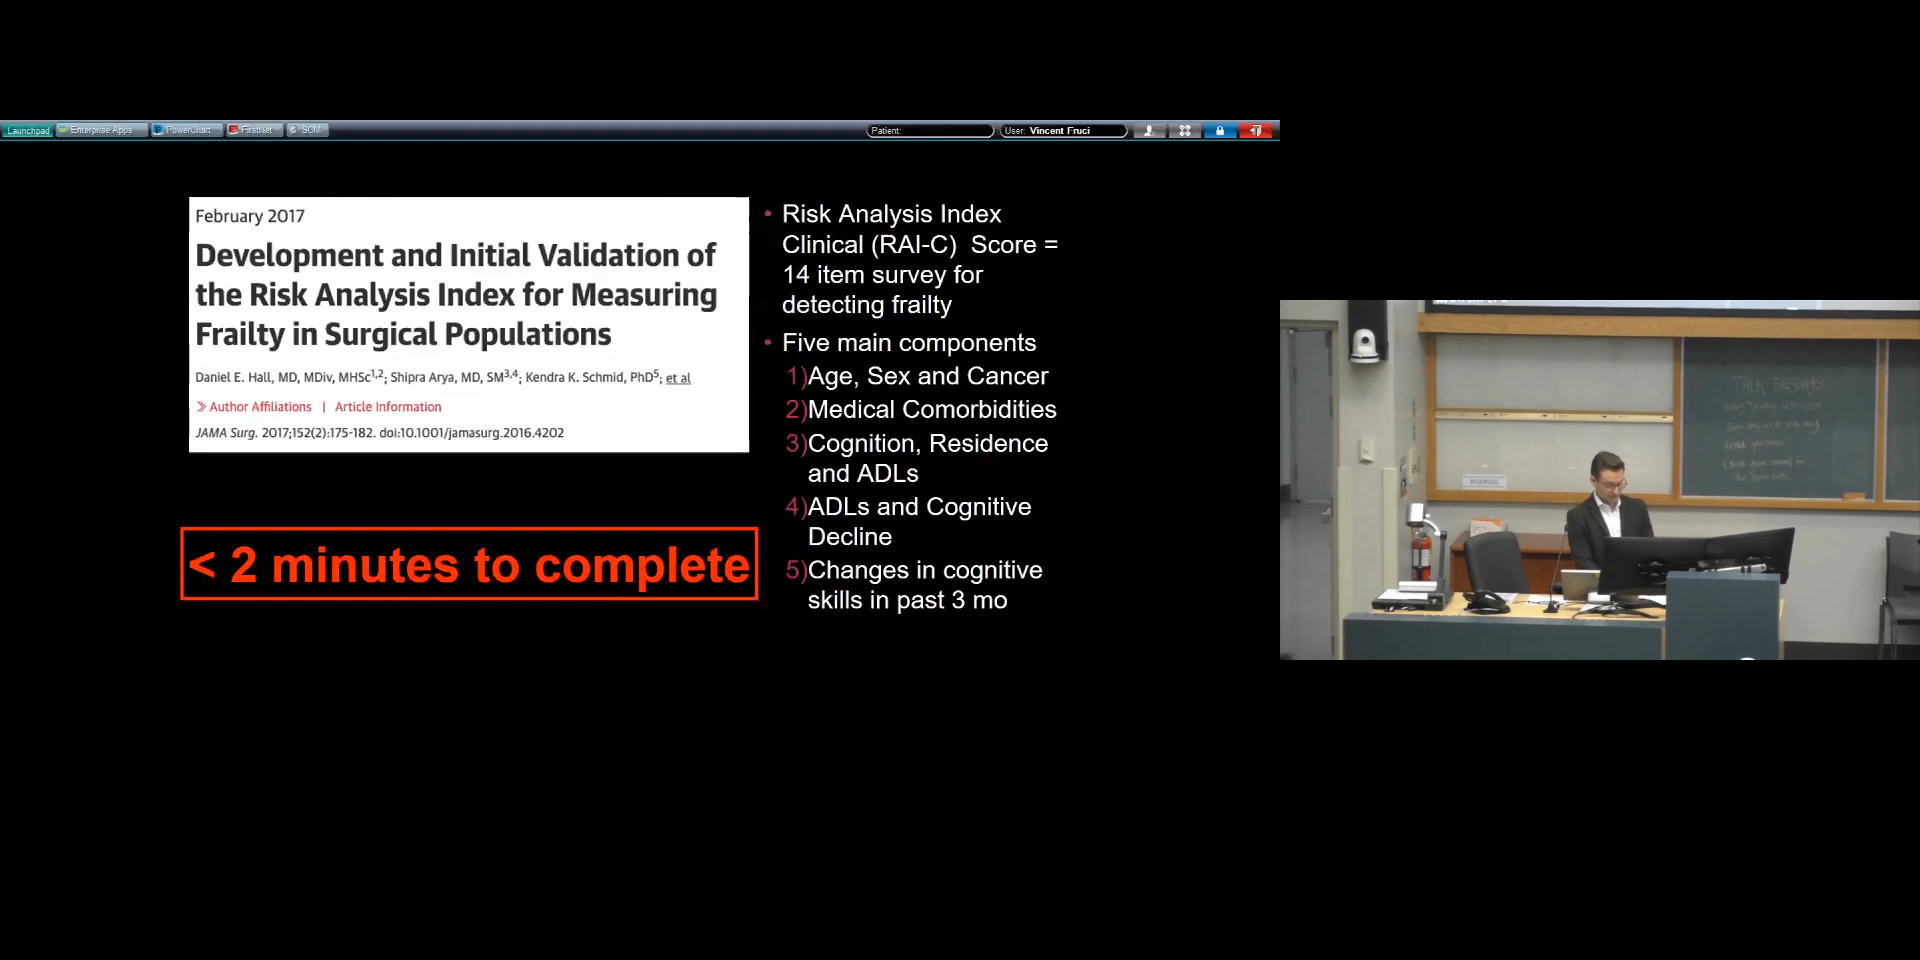 Launchpad
Enterprise Apps
PowerChart
FirstNet
Patient:
User: Vincent Fruci
February 2017
Development and Initial Validation of
the Risk Analysis Index for Measuring
Frailty in Surgical Populations
Daniel E. Hall, MD, MDiv, MHSc1,2; Shipra Arya, MD, SM3,4; Kendra K. Schmid, PhD5; et al
Author Affiliations | Article Information
JAMA Surg. 2017;152(2):175-182. doi:10.1001/jamasurg.2016.4202
< 2 minutes to complete
• Risk Analysis Index
Clinical (RAI-C) Score =
14 item survey for
detecting frailty
• Five main components
1)Age, Sex and Cancer
2)Medical Comorbidities
3)Cognition, Residence
and ADLs
4)ADLs and Cognitive
Decline
5)Changes in cognitive
skills in past 3 mo
RESERVED
TALK TUESDAYS